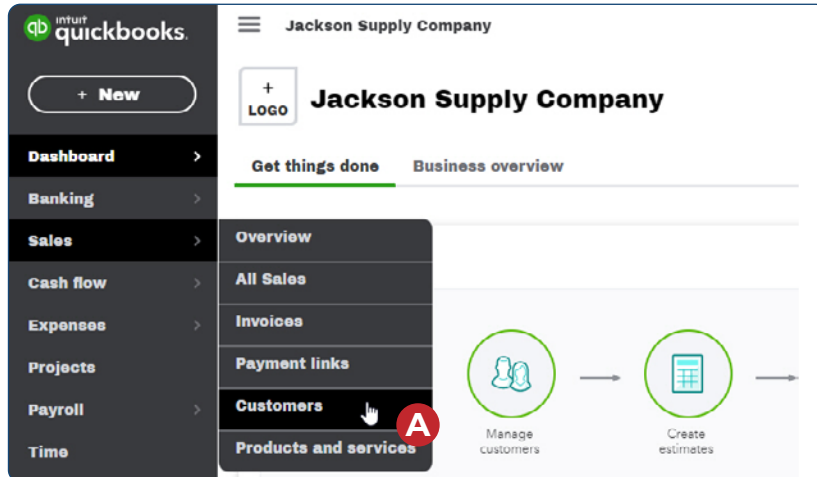 qb intuit quickbooks.
Jackson Supply Company
+ New
+ LOGO
Jackson Supply Company
Get things done
Business overview
Dashboard
Banking
Sales
Cash flow
Expenses
Projects
Payroll
Time
Overview
All Sales
Invoices
Payment links
Customers
A
Products and services
Manage
customers
Create
estimates